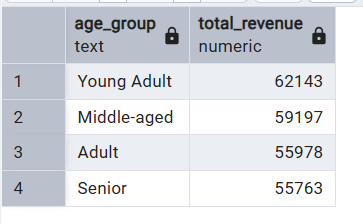 age_group total_revenue
text numeric
1 Young Adult 62143
2 Middle-aged 59197
3 Adult 55978
4 Senior 55763